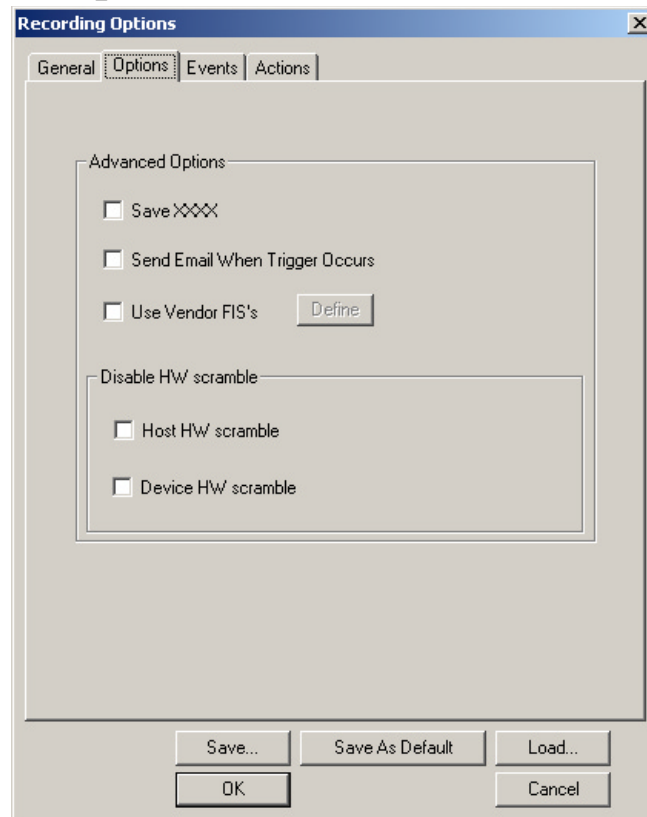 Recording Options
General Options Events Actions
Advanced Options
Save XXXX
Send Email When Trigger Occurs
Use Vendor FIS's Define
Disable HW scramble
Host HW scramble
Device HW scramble
Save... Save As Default Load...
OK Cancel